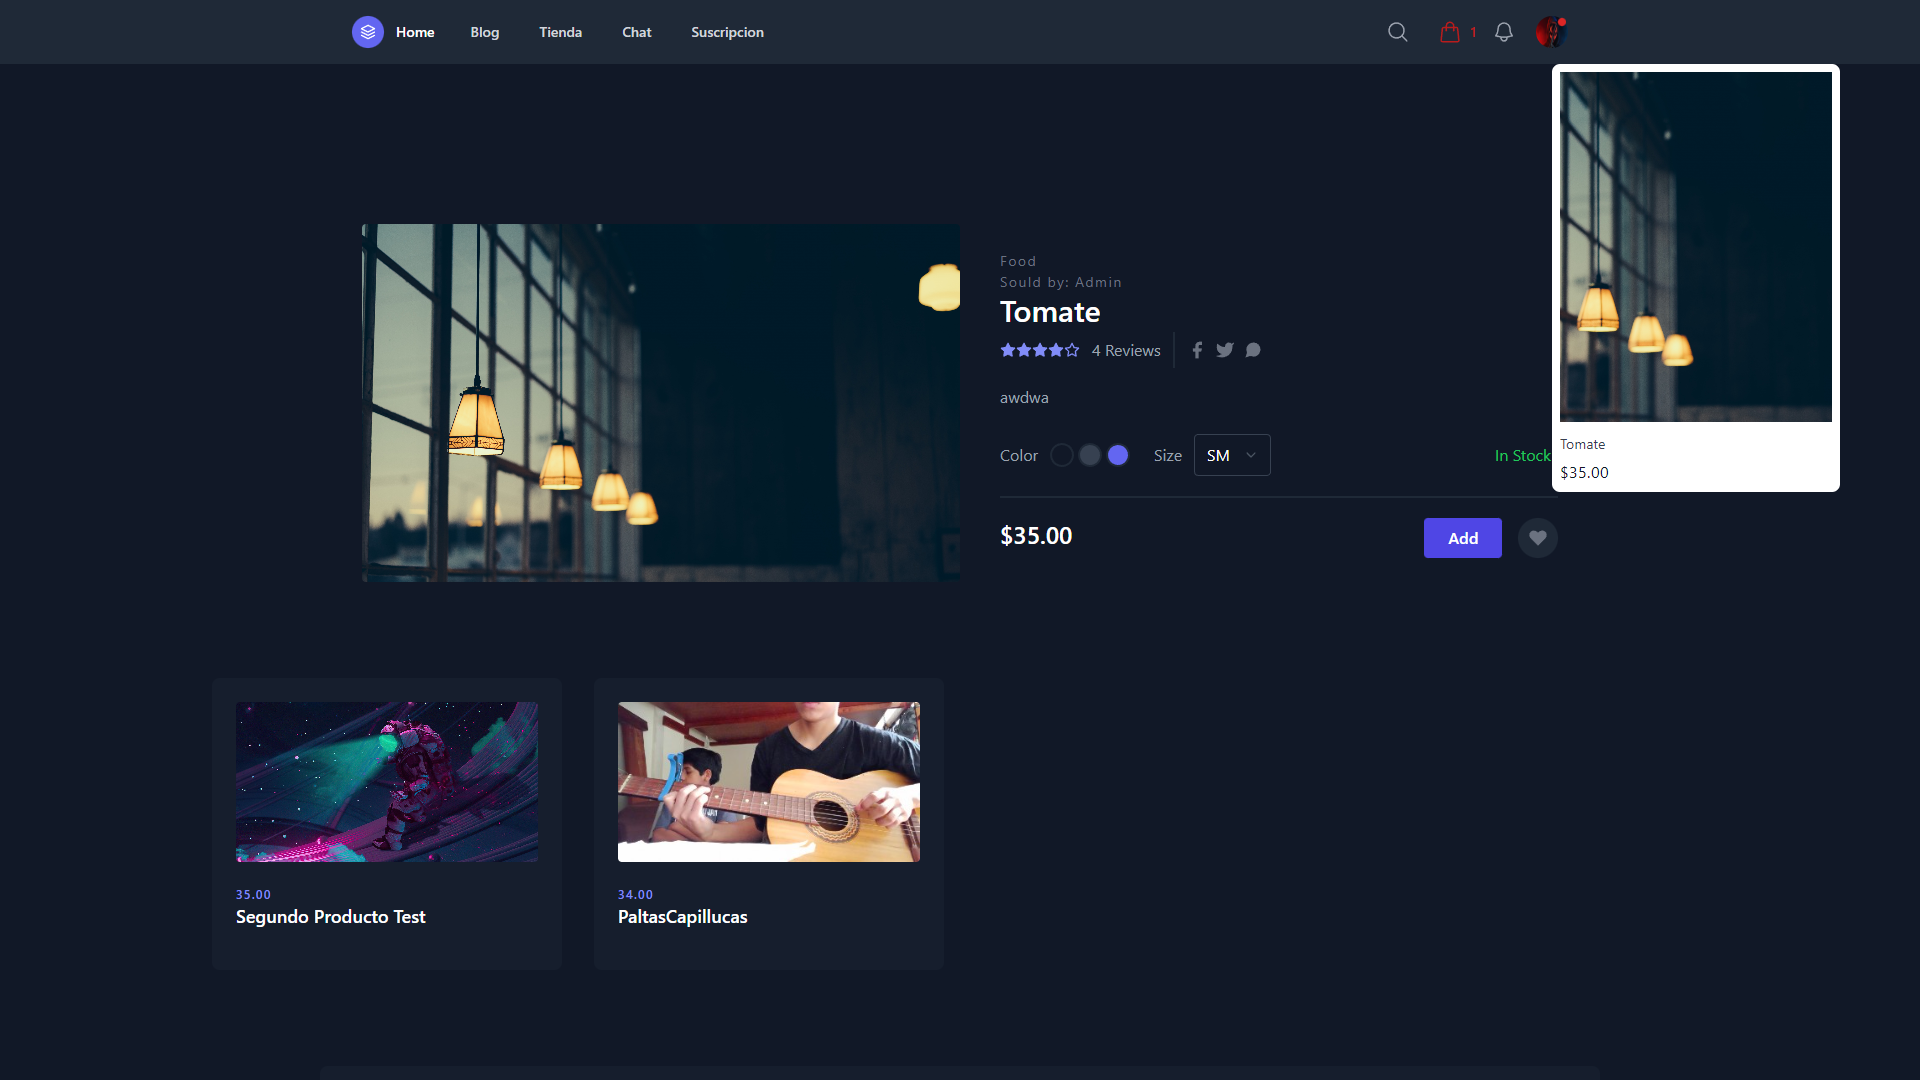 Home
Blog
Tienda
Chat
Suscripcion
1
Food
Sould by: Admin
Tomate
4 Reviews
awdwa
Color
Size
SM
In Stock
$35.00
Add
Tomate
$35.00
35.00
Segundo Producto Test
34.00
PaltasCapillucas